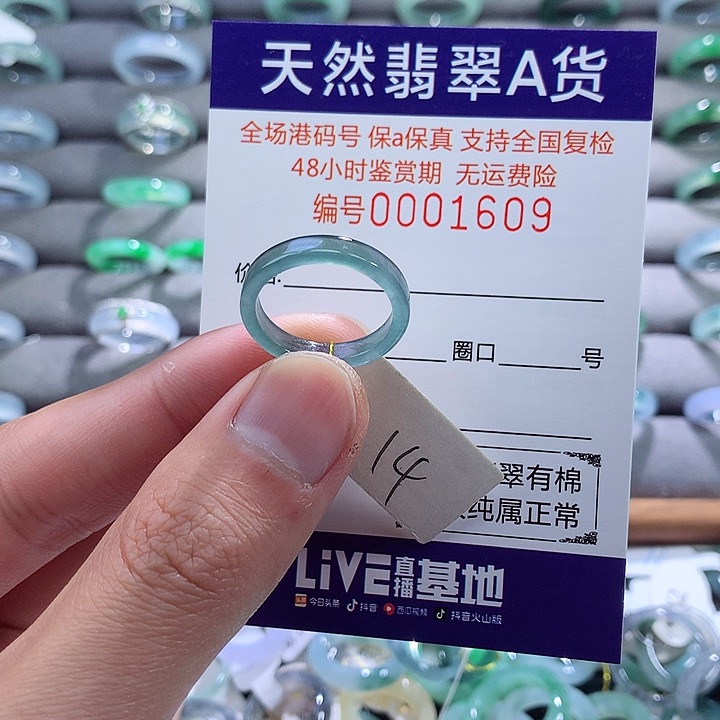 天然翡翠A货
全场港码号 保a保真 支持全国复检
48小时鉴赏期 无运费险
编号0001609
价
圈口 号
14
翠有棉
纯属正常
LiVE直播基地
头条 今日头条 抖音 西瓜视频 抖音火山版